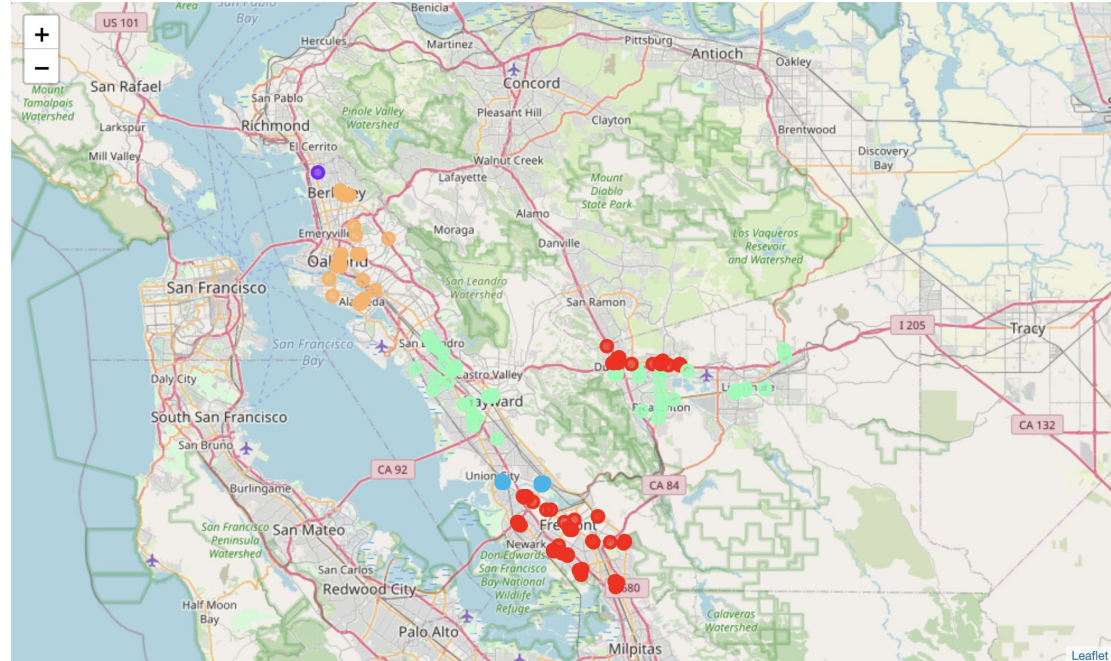 +
−
US 101
Area
San Pablo
Bay
Benicia
Hercules
Martinez
Pittsburg
Antioch
Oakley
San Rafael
Concord
Mount
Tamalpais
Watershed
San Pablo
Pinole Valley
Watershed
Pleasant Hill
Clayton
Brentwood
Larkspur
Richmond
El Cerrito
Mill Valley
Walnut Creek
Discovery
Bay
Lafayette
Mount
Diablo
State Park
Berkeley
Alamo
Emeryville
Moraga
Danville
Los Vaqueros
Resevoir
and Watershed
Oakland
San Francisco
San Leandro
Watershed
Alameda
San Ramon
I 205
Tracy
San Francisco
Bay
San Leandro
Daly City
Castro Valley
Livermore
Hayward
Pleasanton
South San Francisco
CA 132
San Bruno
CA 92
Union City
CA 84
Burlingame
San Mateo
Fremont
San Francisco
Peninsula
Watershed
Newark
Don Edwards
San Francisco
Bay National
Wildlife
Refuge
San Carlos
Redwood City
I 680
Half Moon
Bay
Calaveras
Watershed
Palo Alto
Milpitas
Leaflet